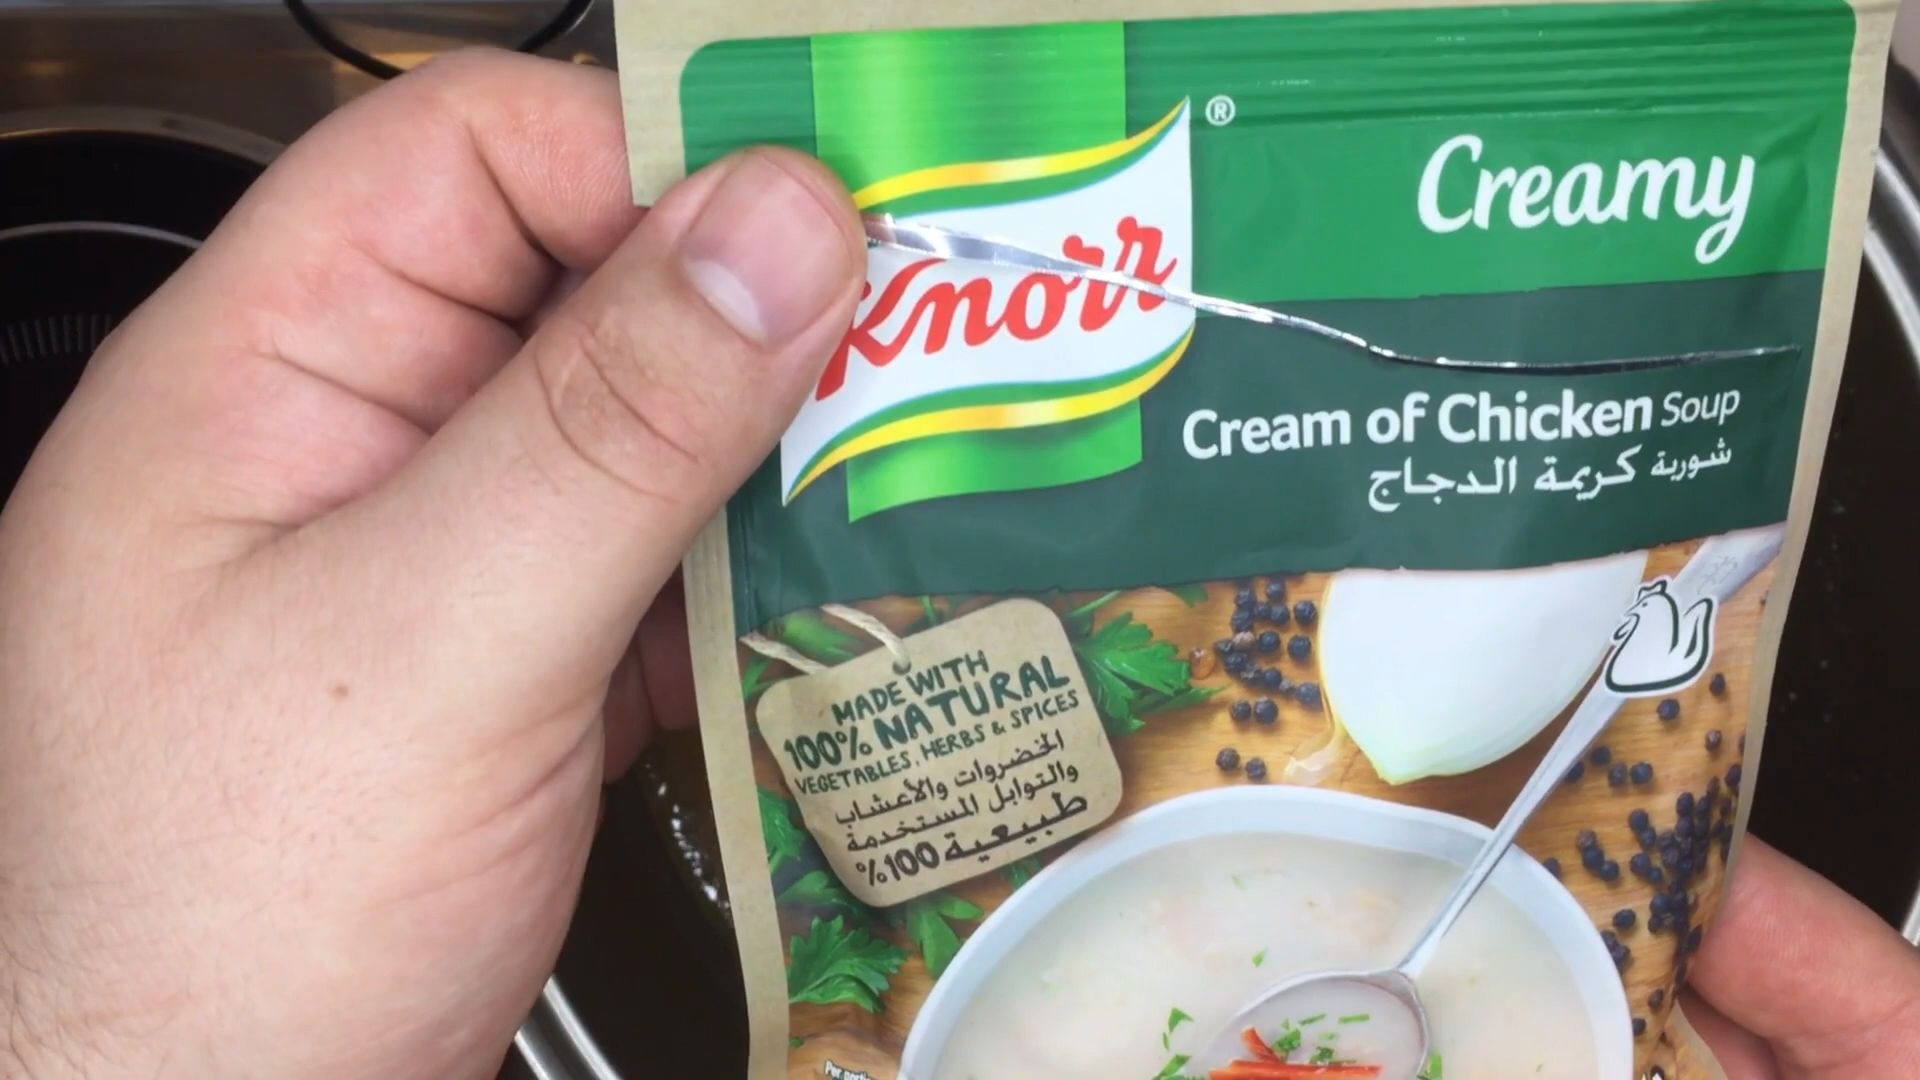 Knorr®
Creamy
Cream of Chicken Soup
شوربة كريمة الدجاج
MADE WITH
100% NATURAL
VEGETABLES, HERBS & SPICES
الخضروات والأعشاب
والتوابل المستخدمة
طبيعية 100%
Per